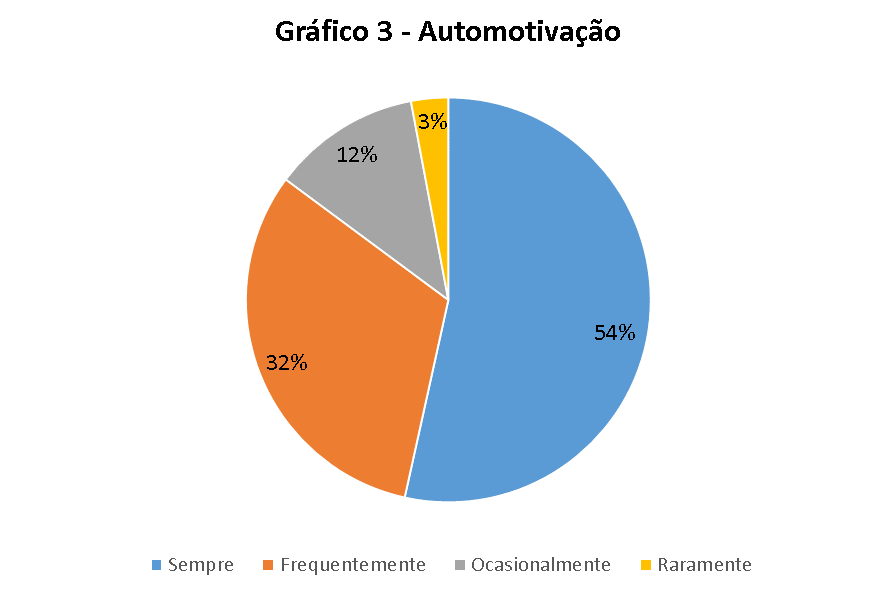 Gráfico 3 - Automotivação
3%
12%
54%
32%
Sempre Frequentemente Ocasionalmente Raramente